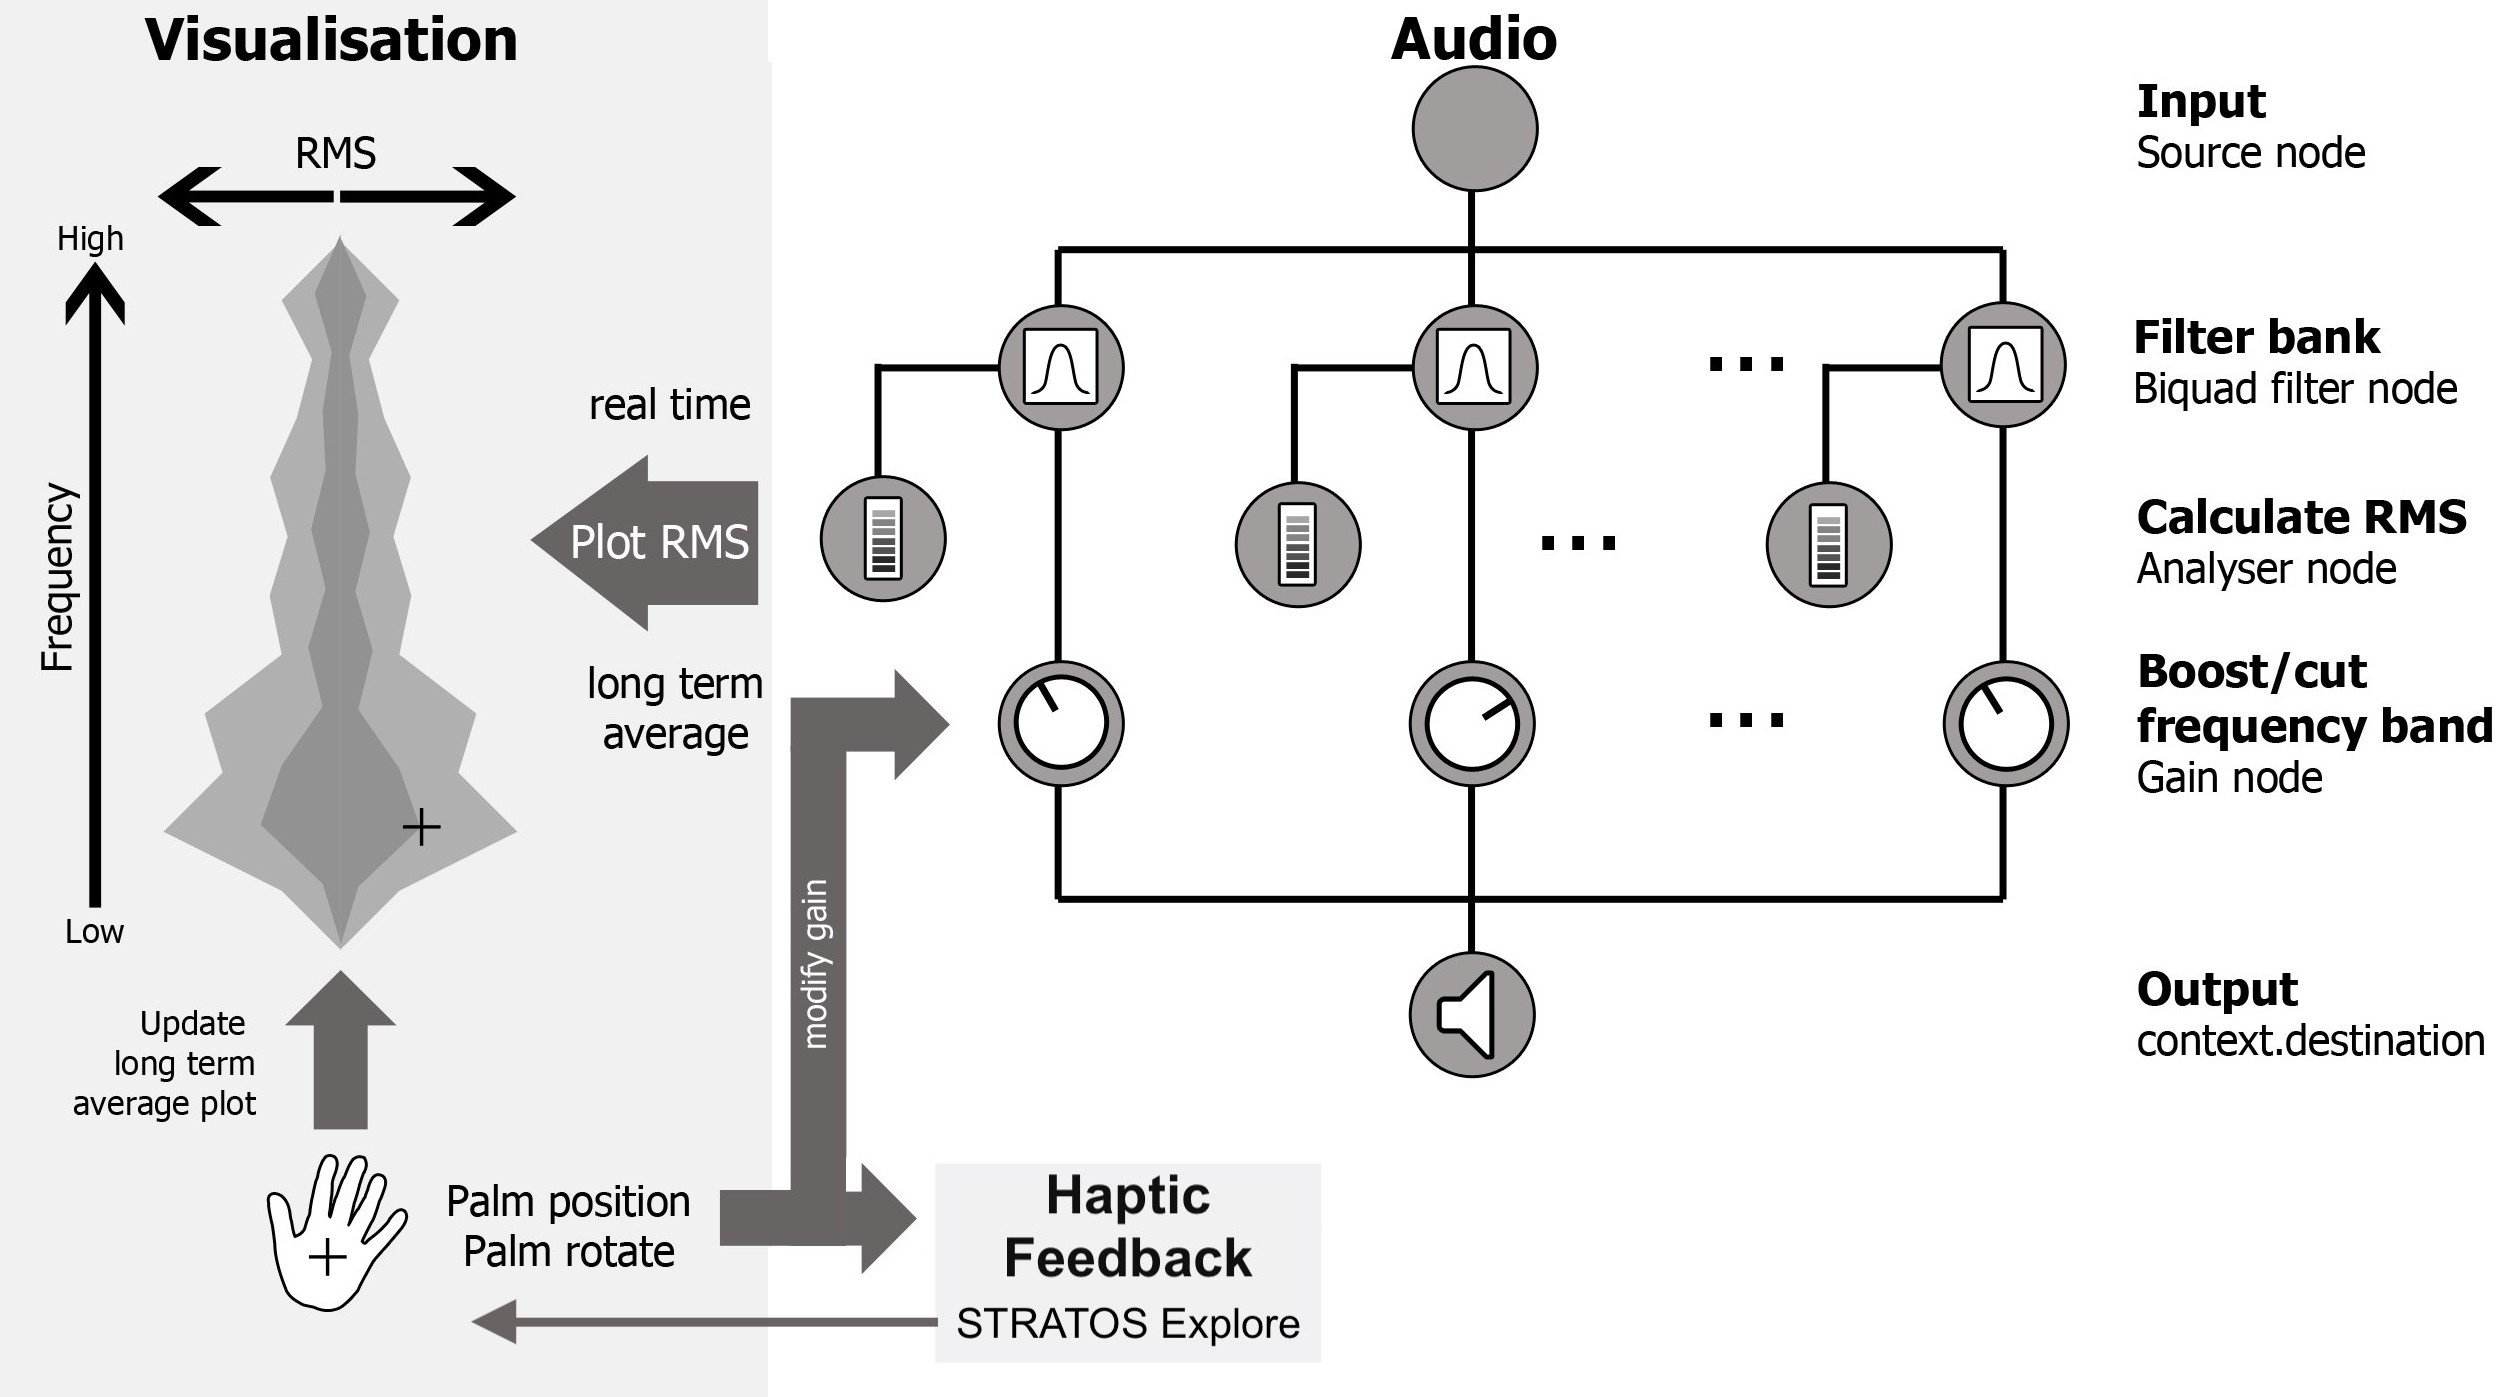 Visualisation
RMS
High
Frequency
Low
real time
Plot RMS
long term
average
Update
long term
average plot
Palm position
Palm rotate
modify gain
Haptic
Feedback
STRATOS Explore
Audio
Input
Source node
Filter bank
Biquad filter node
Calculate RMS
Analyser node
Boost/cut
frequency band
Gain node
Output
context.destination